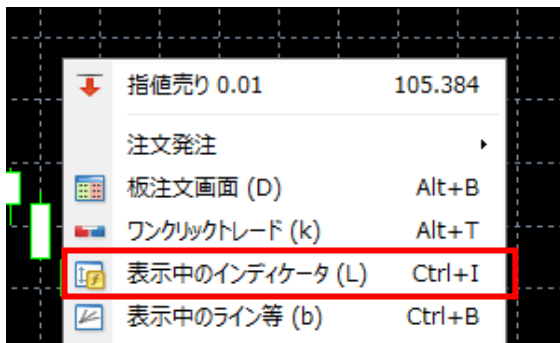 指値売り 0.01 105.384
注文発注
板注文画面 (D) Alt+B
ワンクリックトレード (k) Alt+T
表示中のインディケータ (L) Ctrl+I
表示中のライン等 (b) Ctrl+B